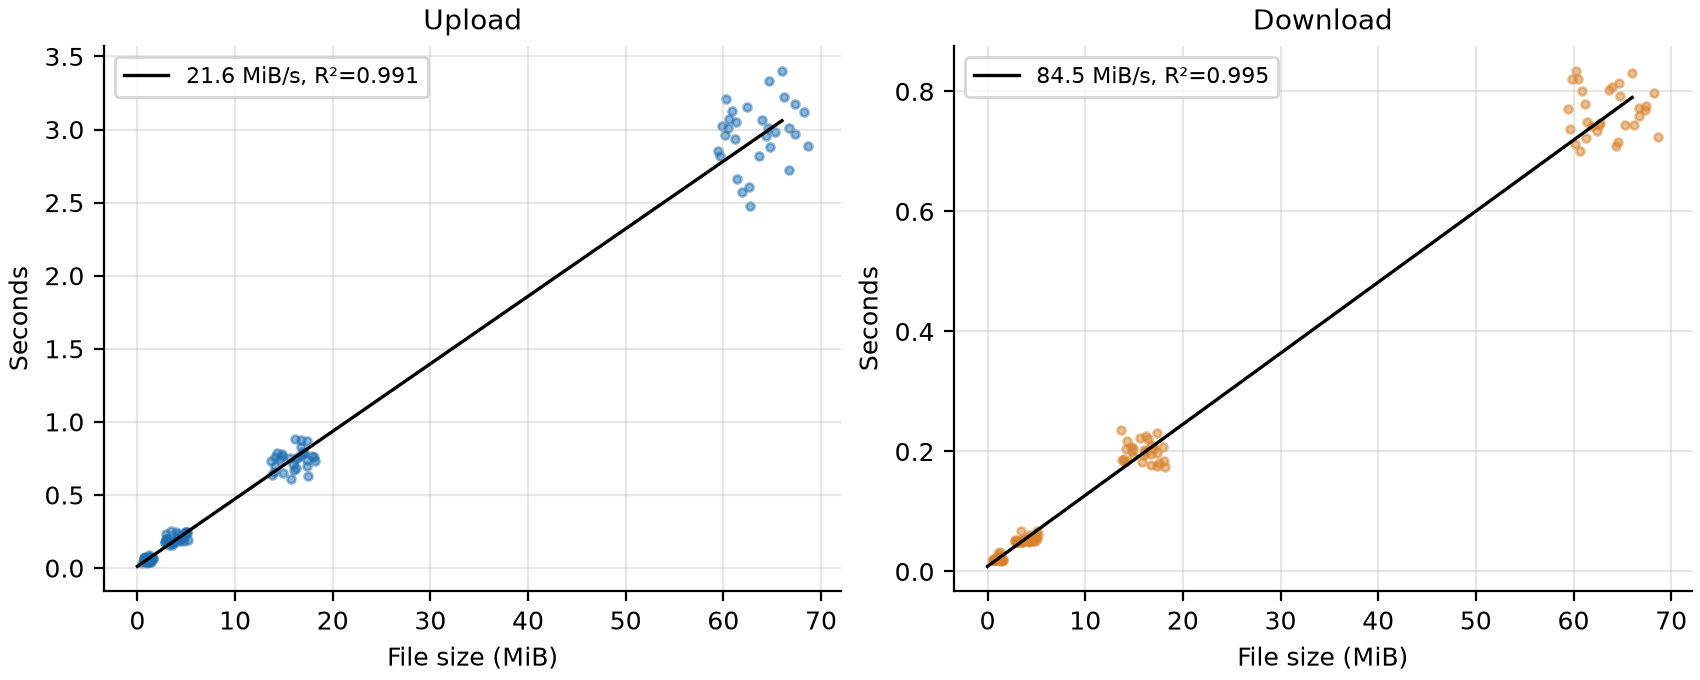 Upload
21.6 MiB/s, R²=0.991
3.5
3.0
2.5
2.0
1.5
1.0
0.5
0.0
Seconds
0 10 20 30 40 50 60 70
File size (MiB)
Download
84.5 MiB/s, R²=0.995
0.8
0.6
0.4
0.2
0.0
Seconds
0 10 20 30 40 50 60 70
File size (MiB)